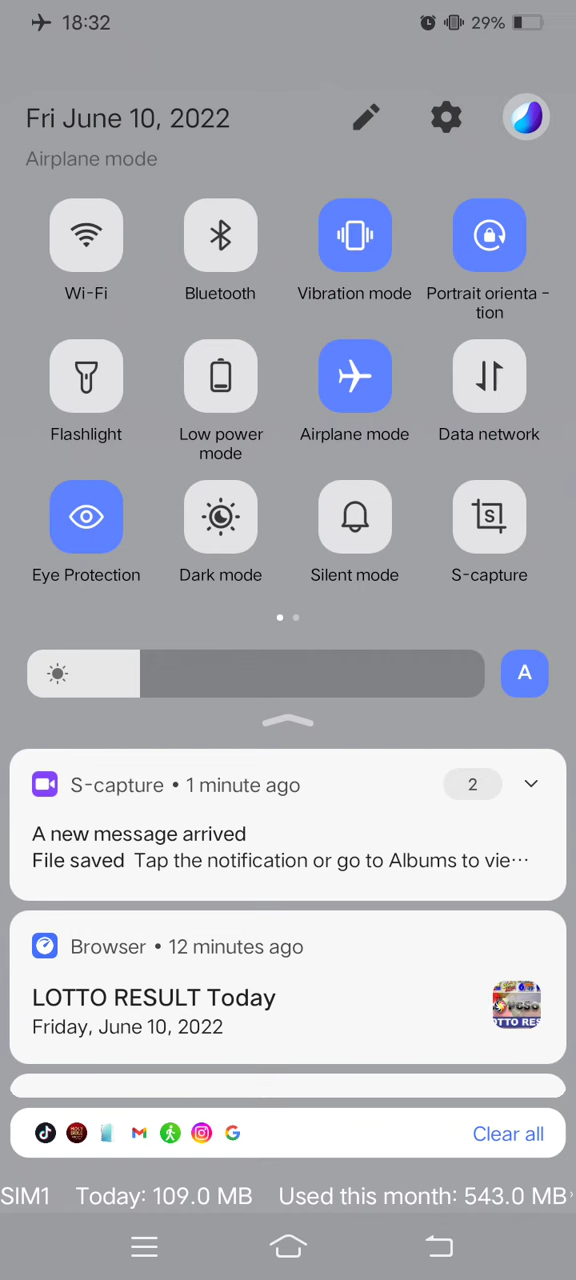 18:32
29%
Fri June 10, 2022
Airplane mode
Wi-Fi
Bluetooth
Vibration mode
Portrait orienta -
tion
Flashlight
Low power
mode
Airplane mode
Data network
Eye Protection
Dark mode
Silent mode
S
S-capture
A
S-capture • 1 minute ago
2
A new message arrived
File saved Tap the notification or go to Albums to vie···
Browser • 12 minutes ago
LOTTO RESULT Today
Friday, June 10, 2022
PCSO
OTTO RES
Clear all
SIM1 Today: 109.0 MB Used this month: 543.0 MB